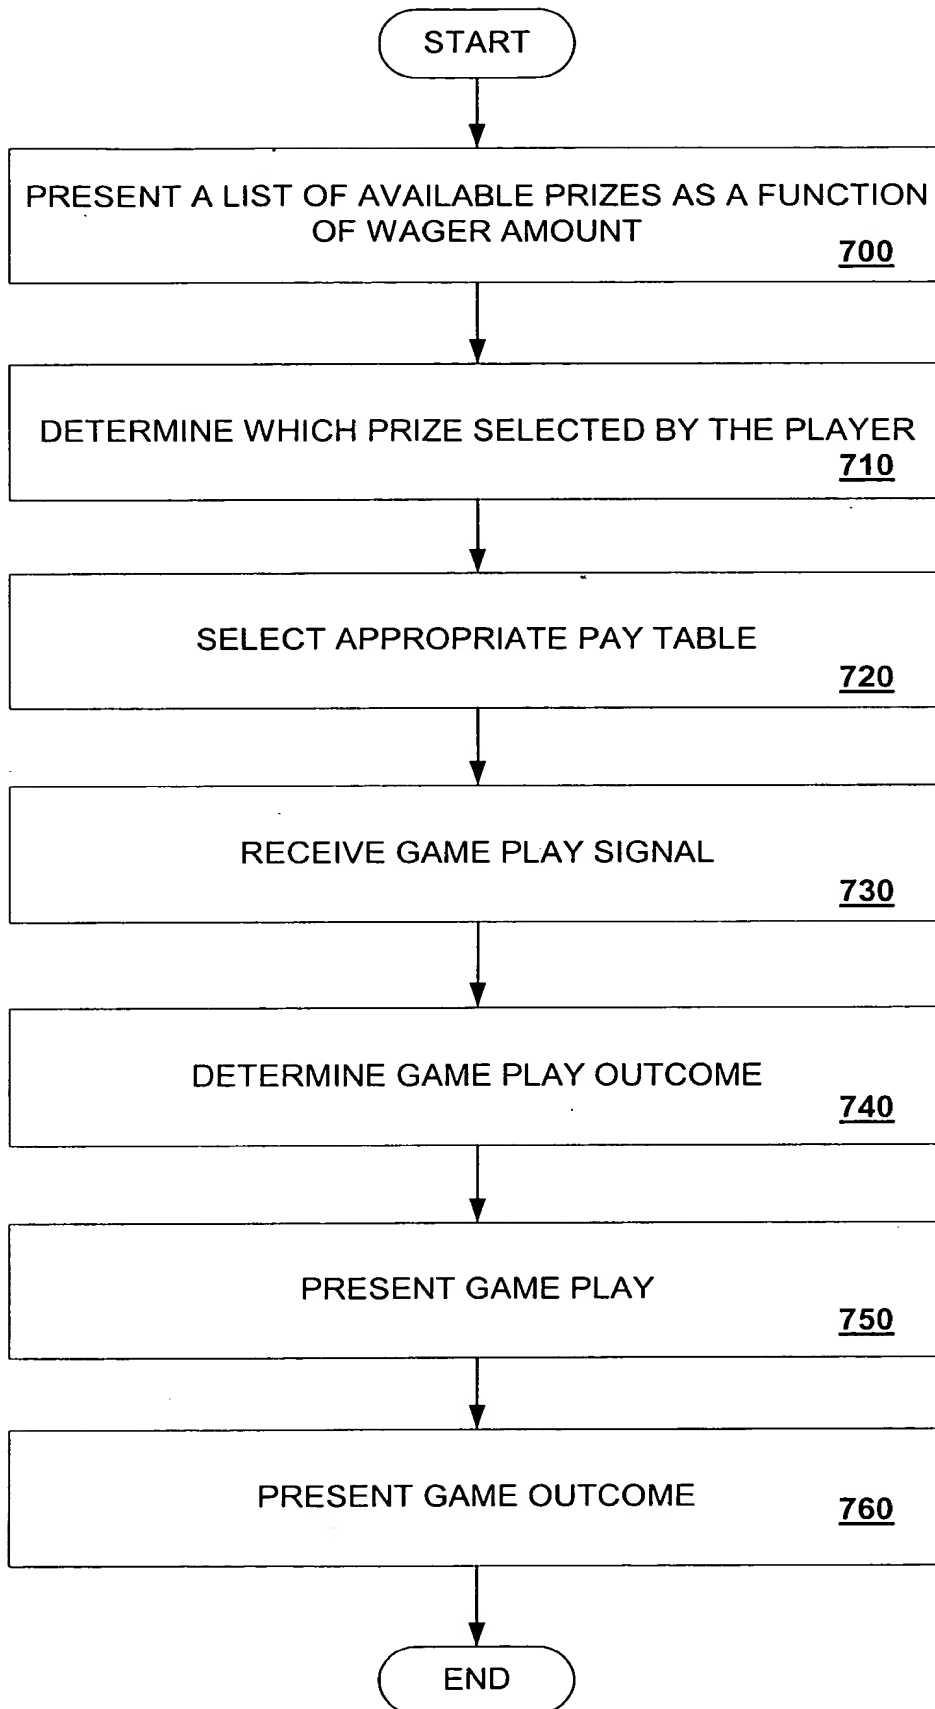 START
PRESENT A LIST OF AVAILABLE PRIZES AS A FUNCTION
OF WAGER AMOUNT
700
DETERMINE WHICH PRIZE SELECTED BY THE PLAYER
710
SELECT APPROPRIATE PAY TABLE
720
RECEIVE GAME PLAY SIGNAL
730
DETERMINE GAME PLAY OUTCOME
740
PRESENT GAME PLAY
750
PRESENT GAME OUTCOME
760
END